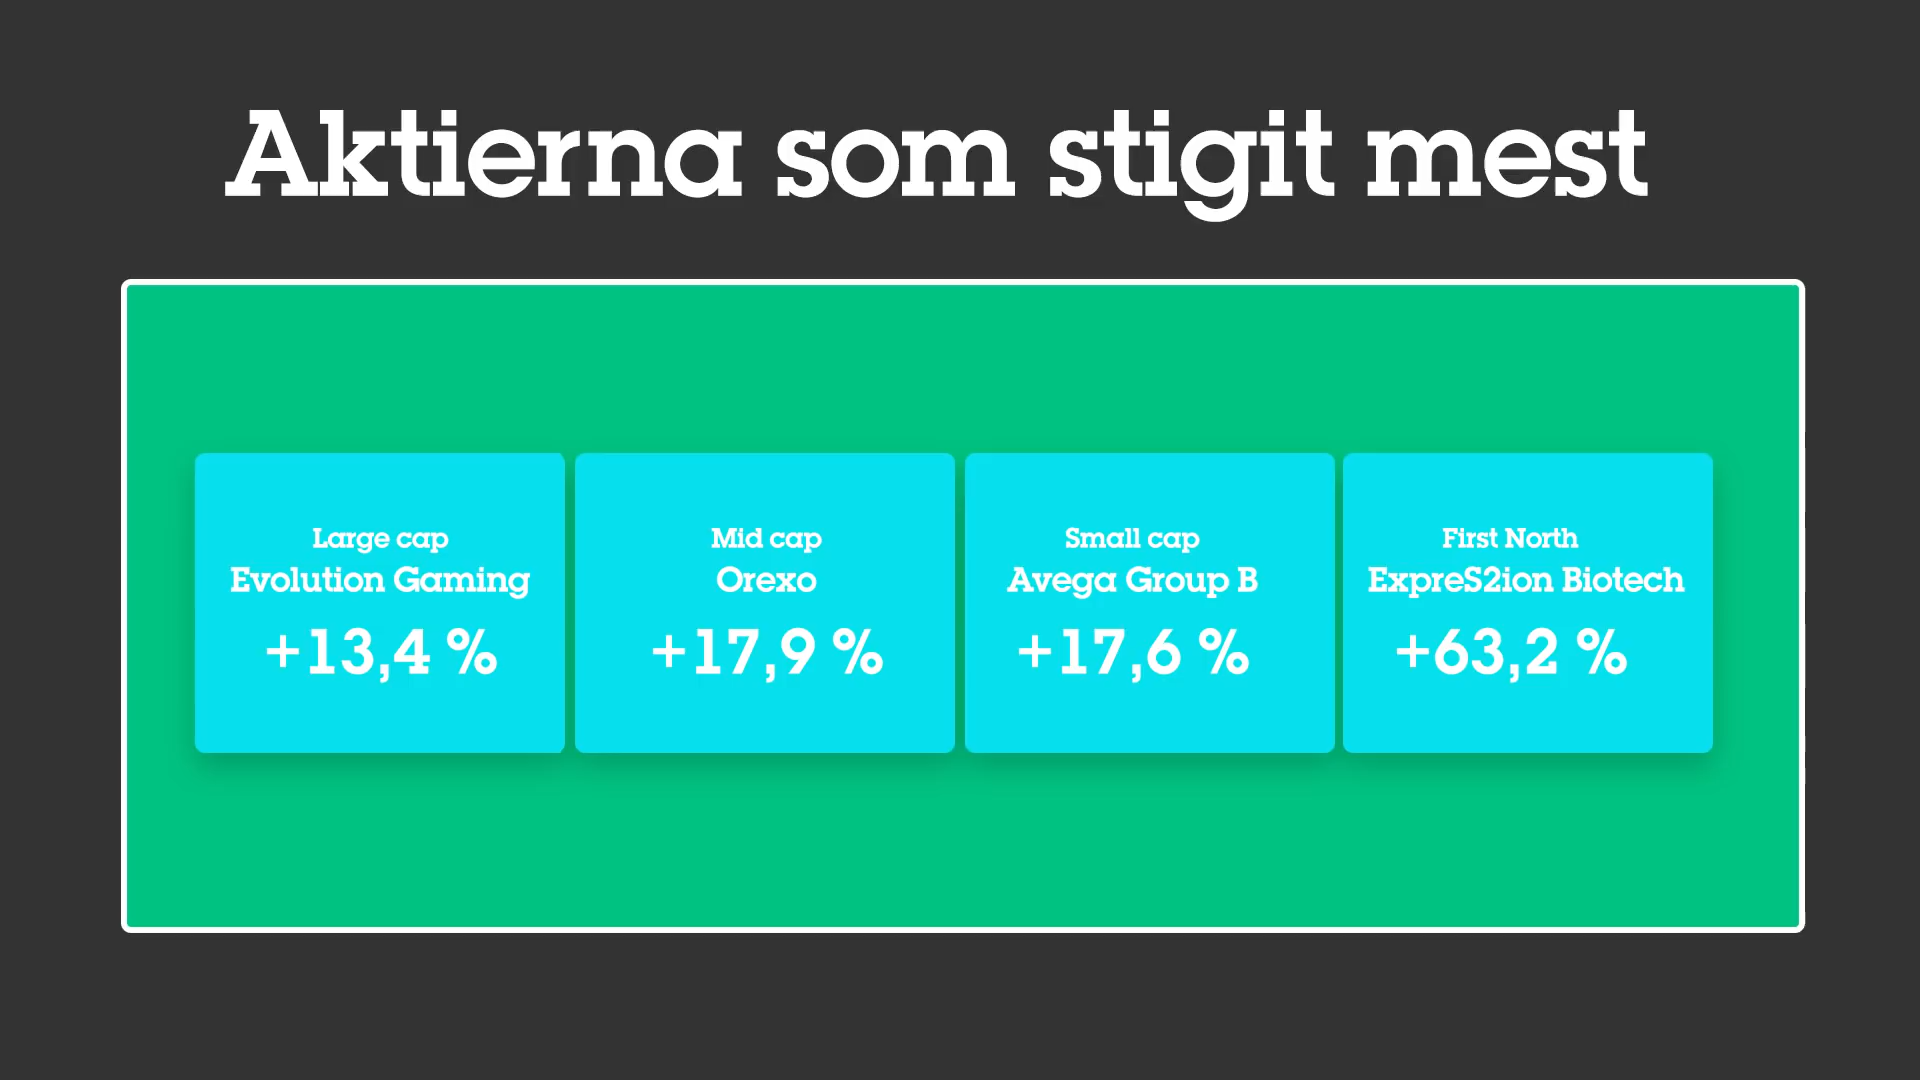 Aktierna som stigit mest
Large cap
Evolution Gaming
+13,4 %
Mid cap
Orexo
+17,9 %
Small cap
Avega Group B
+17,6 %
First North
ExpreS2ion Biotech
+63,2 %